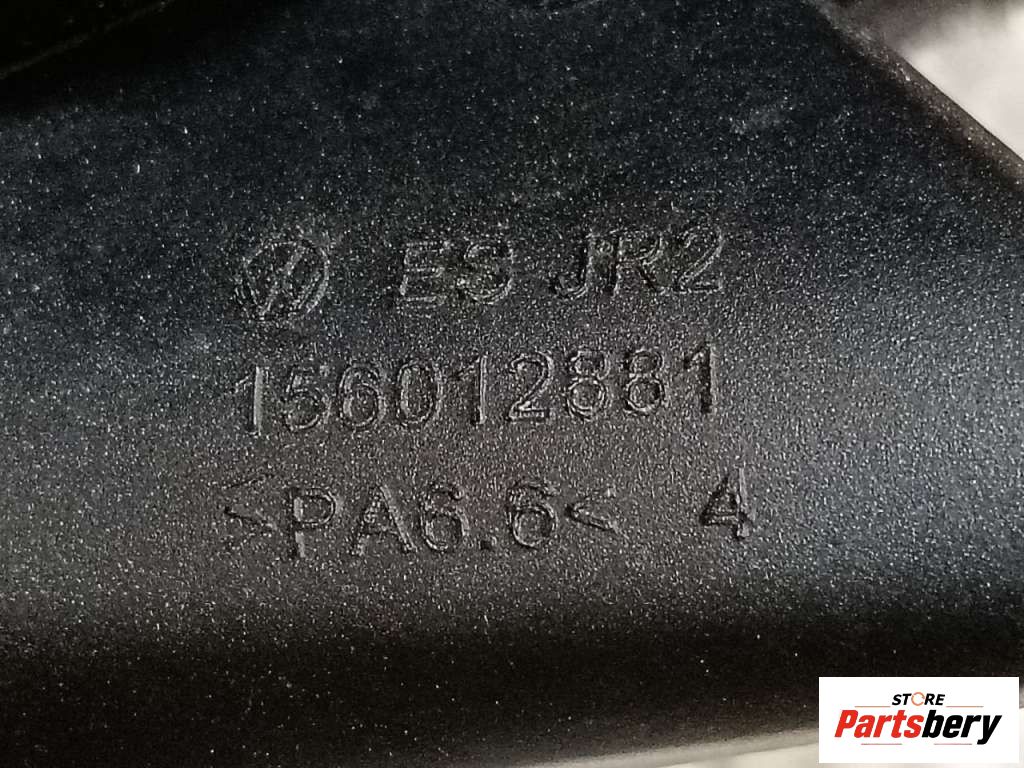 ES JR2
156012881
<PA6.6< 4
STORE
Partsbery